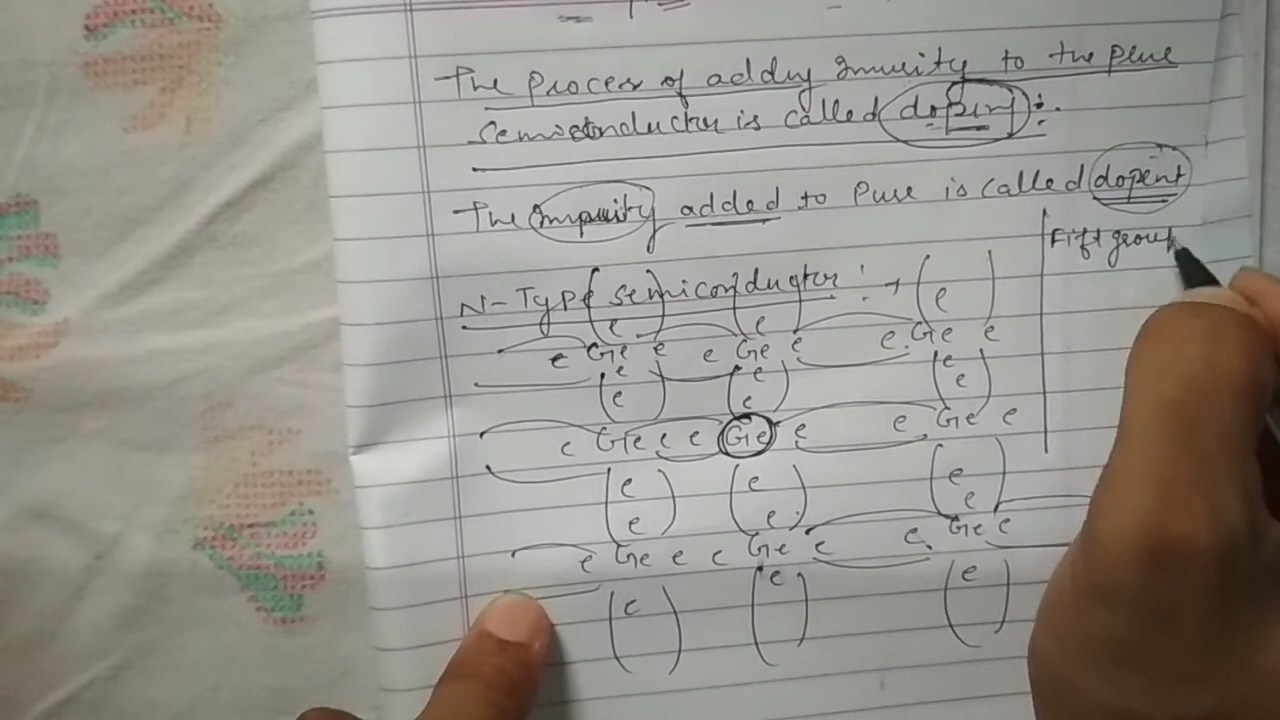 The process of adding impurity to the pure
semiconductor is called doping :.
The impurity added to Pure is called dopent
Fift group
N-Type semiconductor : →
e
e e
e Ge e e Ge e e Ge e
e e e
e e e
e Ge e e Ge e e Ge e
e e e
e e e
e Ge e e Ge e e Ge e
e e e